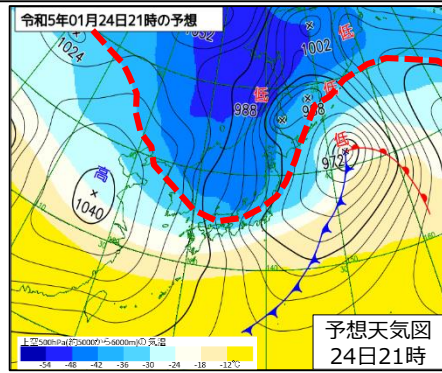 令和5年01月24日21時の予想
1032
1002
低
1024
988
低
低
972
高
1040
140
予想天気図
24日21時
上空500hPa(約5000から6000m)の気温
-54 -48 -42 -36 -30 -24 -18 -12℃